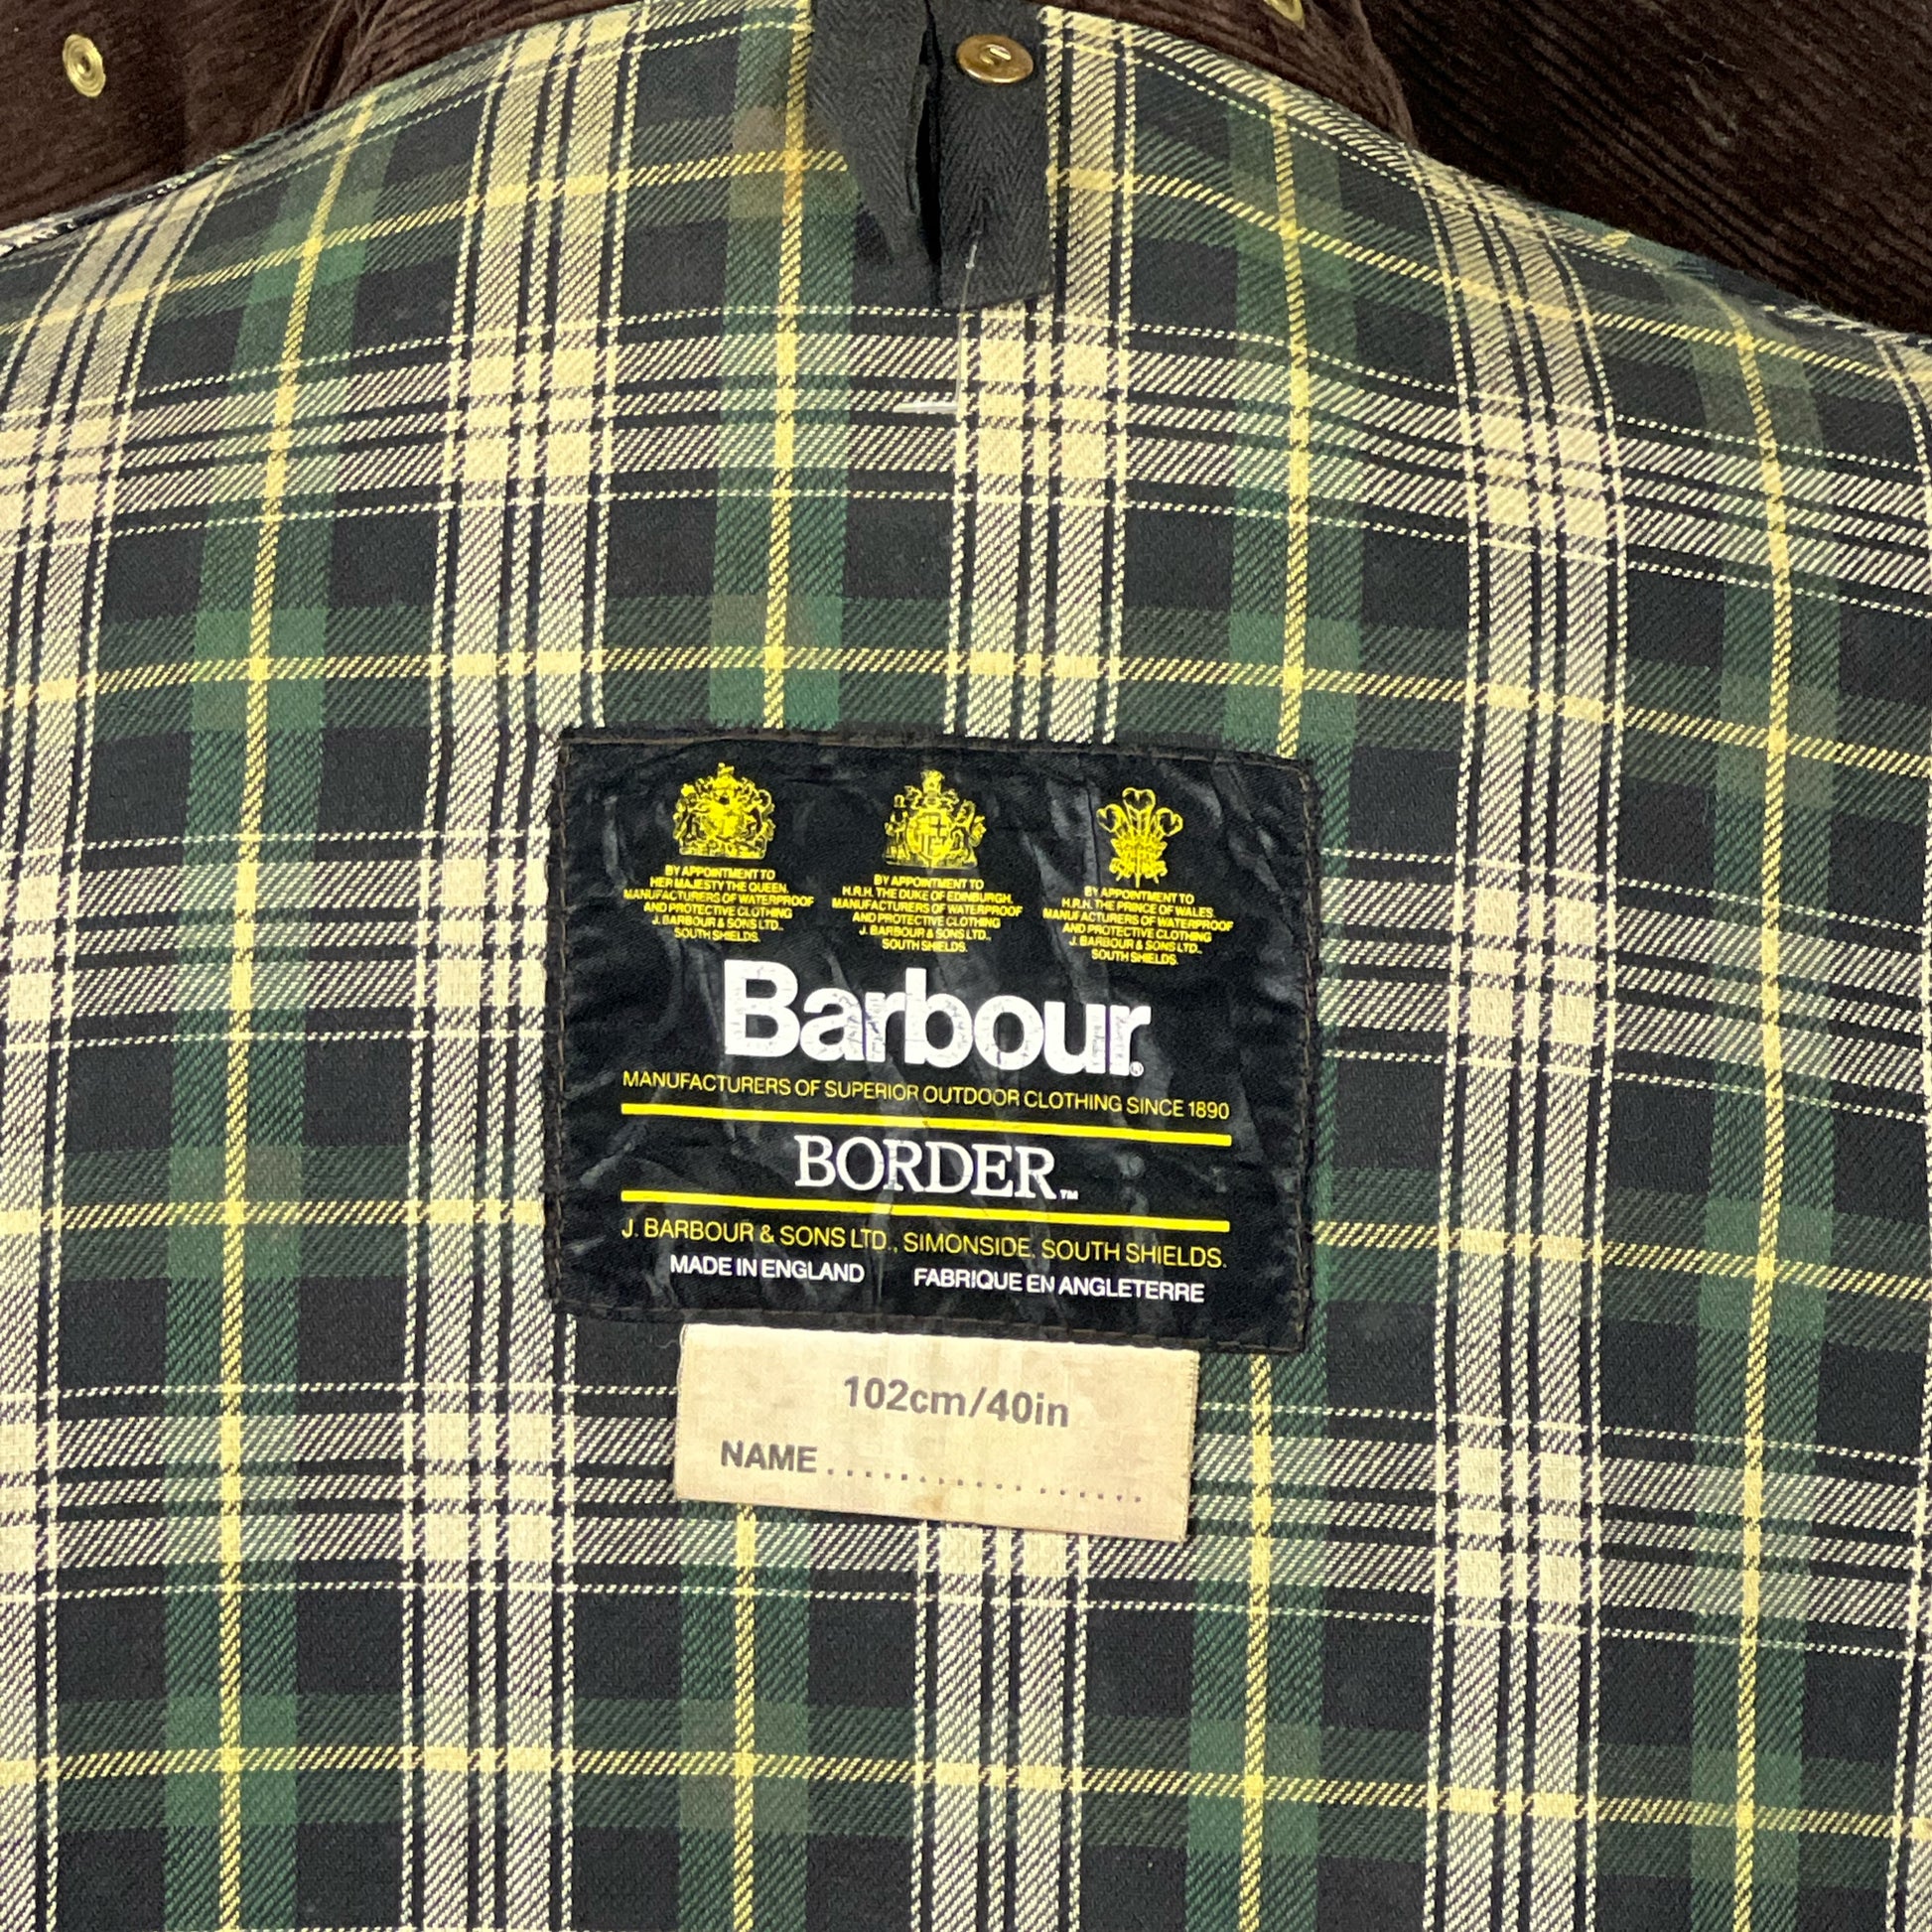 BY APPOINTMENT TO
HER MAJESTY THE QUEEN.
MANUFACTURERS OF WATERPROOF
AND PROTECTIVE CLOTHING
J. BARBOUR & SONS LTD.,
SOUTH SHIELDS.
BY APPOINTMENT TO
H.R.H. THE DUKE OF EDINBURGH.
MANUFACTURERS OF WATERPROOF
AND PROTECTIVE CLOTHING
J. BARBOUR & SONS LTD.,
SOUTH SHIELDS.
BY APPOINTMENT TO
H.R.H. THE PRINCE OF WALES.
MANUFACTURERS OF WATERPROOF
AND PROTECTIVE CLOTHING
J. BARBOUR & SONS LTD.,
SOUTH SHIELDS.
Barbour®
MANUFACTURERS OF SUPERIOR OUTDOOR CLOTHING SINCE 1890
BORDER™
J. BARBOUR & SONS LTD., SIMONSIDE, SOUTH SHIELDS.
MADE IN ENGLAND FABRIQUE EN ANGLETERRE
102cm/40in
NAME ....................